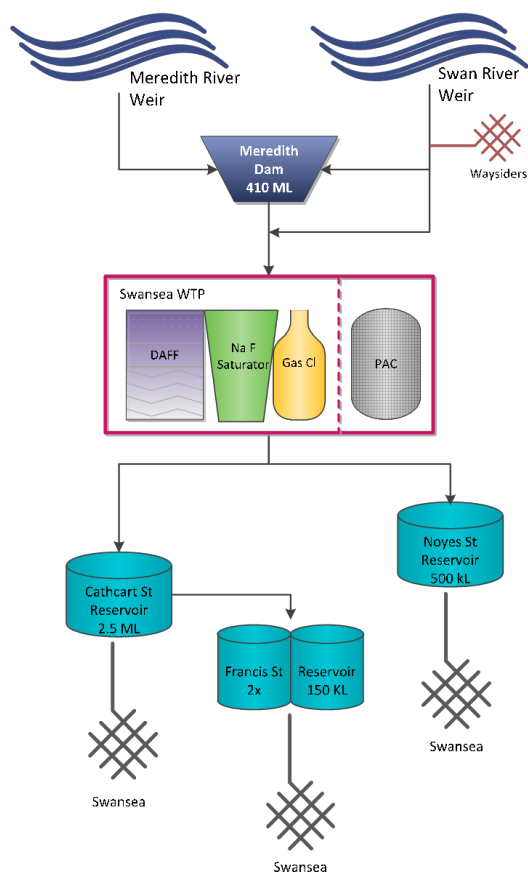 Meredith River
Weir
Swan River
Weir
Meredith
Dam
410 ML
Waysiders
Swansea WTP
DAFF
Na F
Saturator
Gas Cl
PAC
Noyes St
Reservoir
500 kL
Cathcart St
Reservoir
2.5 ML
Francis St
2x
Reservoir
150 KL
Swansea
Swansea
Swansea